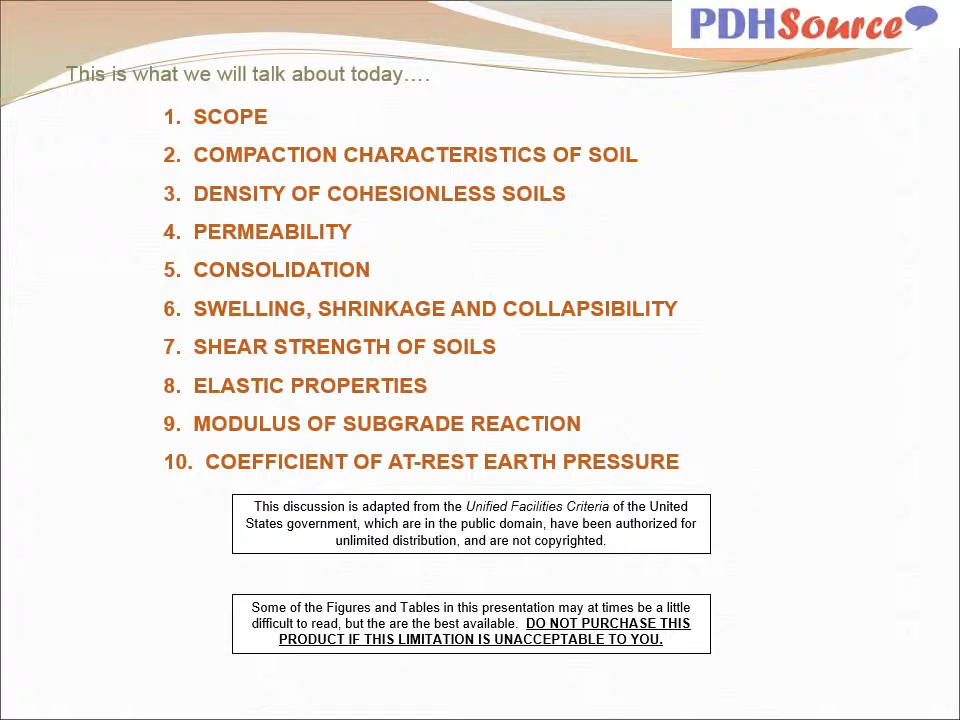 PDHSource
This is what we will talk about today….
1. SCOPE
2. COMPACTION CHARACTERISTICS OF SOIL
3. DENSITY OF COHESIONLESS SOILS
4. PERMEABILITY
5. CONSOLIDATION
6. SWELLING, SHRINKAGE AND COLLAPSIBILITY
7. SHEAR STRENGTH OF SOILS
8. ELASTIC PROPERTIES
9. MODULUS OF SUBGRADE REACTION
10. COEFFICIENT OF AT-REST EARTH PRESSURE
This discussion is adapted from the Unified Facilities Criteria of the United
States government, which are in the public domain, have been authorized for
unlimited distribution, and are not copyrighted.
Some of the Figures and Tables in this presentation may at times be a little
difficult to read, but the are the best available. DO NOT PURCHASE THIS
PRODUCT IF THIS LIMITATION IS UNACCEPTABLE TO YOU.